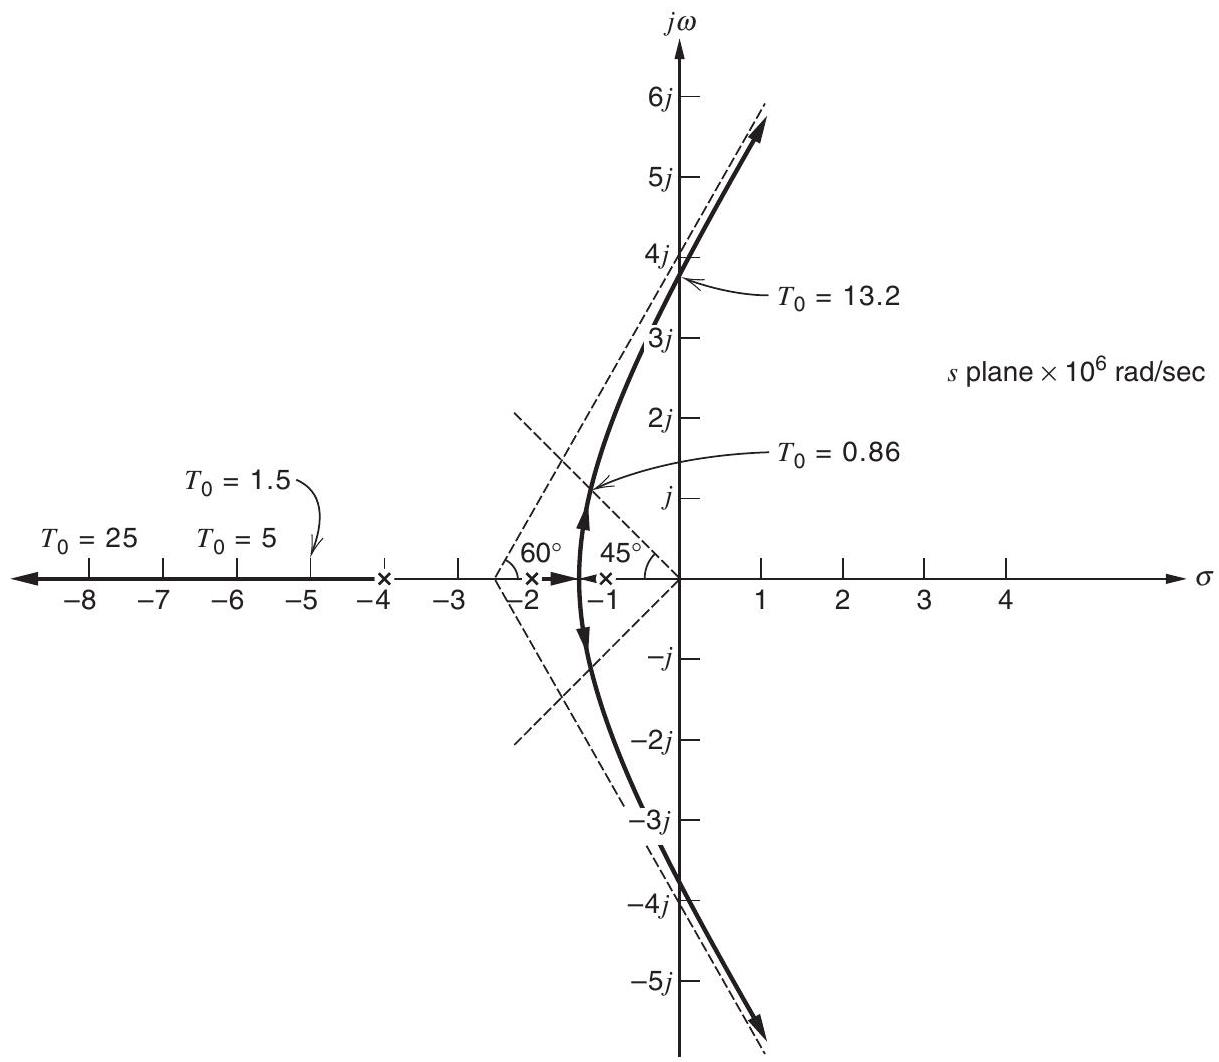 jω
6j
5j
4j
T₀ = 13.2
3j
s plane × 10⁶ rad/sec
2j
T₀ = 0.86
T₀ = 1.5
j
T₀ = 25 T₀ = 5
60° 45°
σ
−8 −7 −6 −5 −4 −3 −2 −1 1 2 3 4
−j
−2j
−3j
−4j
−5j